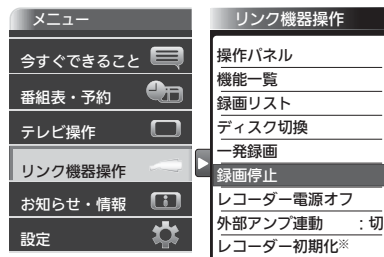 メニュー
今すぐできること
番組表・予約
テレビ操作
リンク機器操作
お知らせ・情報
設定
リンク機器操作
操作パネル
機能一覧
録画リスト
ディスク切換
一発録画
録画停止
レコーダー電源オフ
外部アンプ連動 :切
レコーダー初期化※